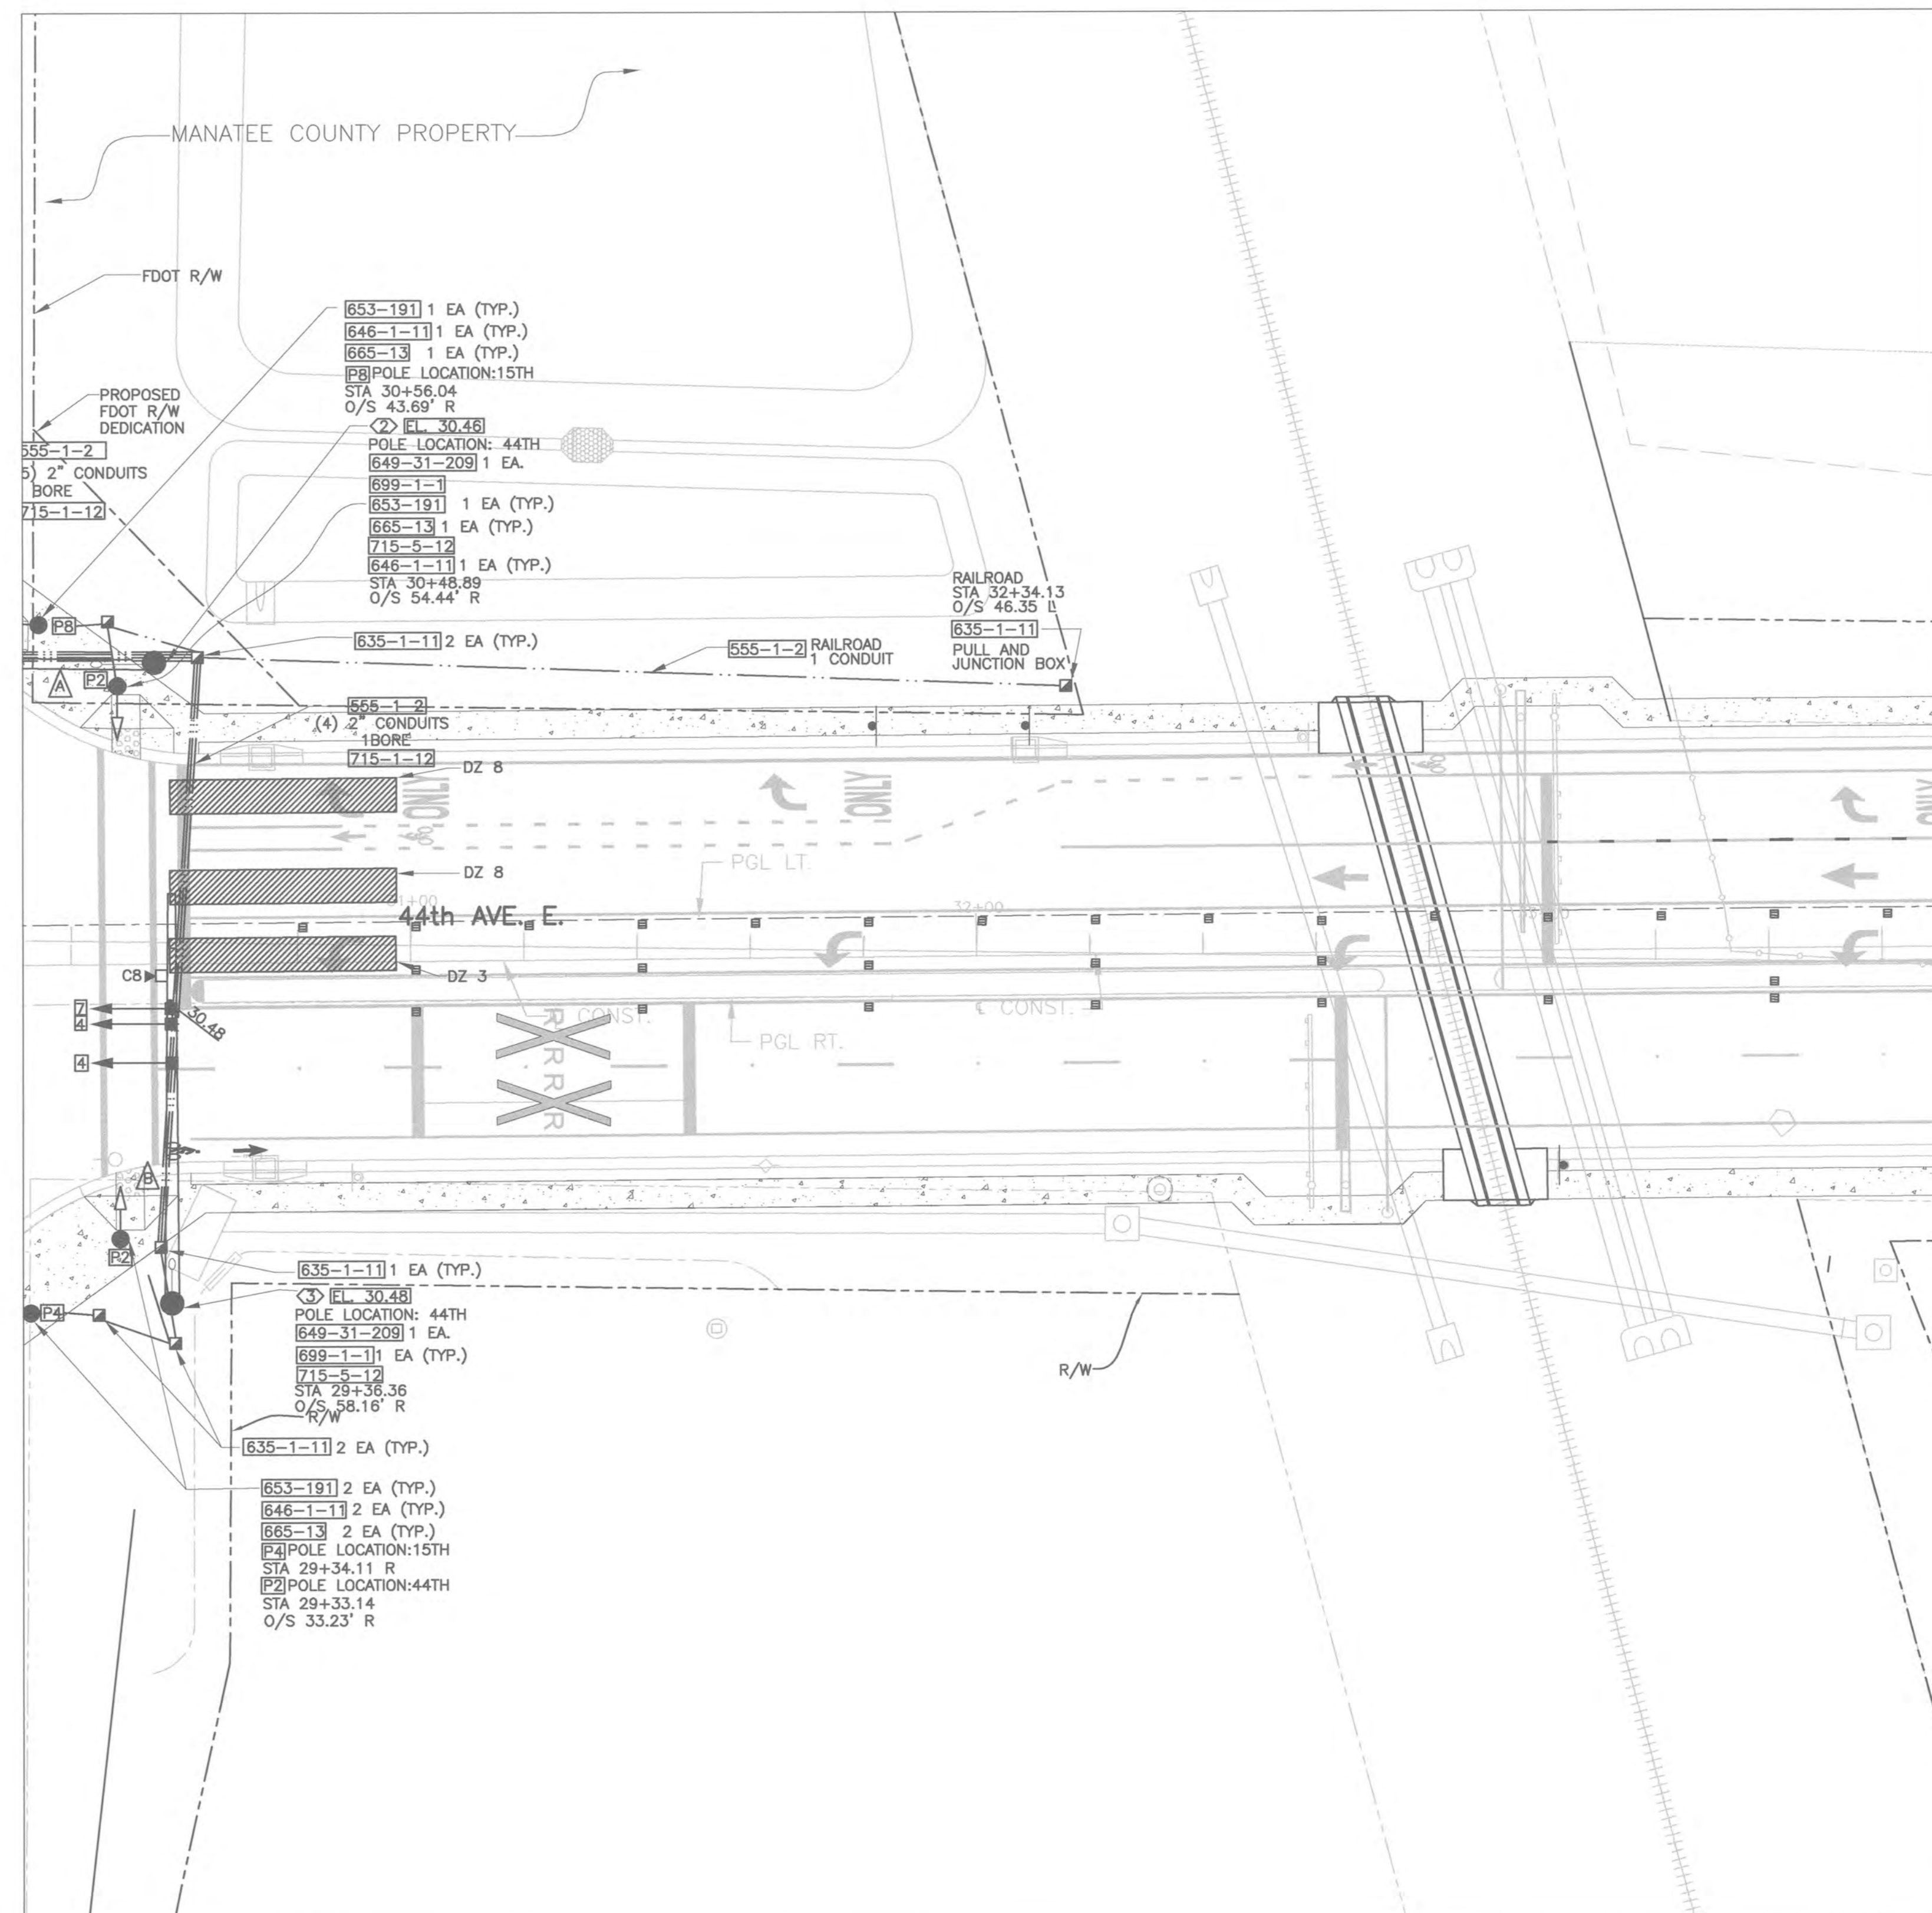 MANATEE COUNTY PROPERTY
FDOT R/W
653-191 1 EA (TYP.)
646-1-11 1 EA (TYP.)
665-13 1 EA (TYP.)
P8 POLE LOCATION:15TH
STA 30+56.04
O/S 43.69' R
2 EL. 30.46
POLE LOCATION: 44TH
649-31-209 1 EA.
699-1-1
653-191 1 EA (TYP.)
665-13 1 EA (TYP.)
715-5-12
646-1-11 1 EA (TYP.)
STA 30+48.89
O/S 54.44' R
PROPOSED
FDOT R/W
DEDICATION
555-1-2
5) 2" CONDUITS
BORE
715-1-12
P8
635-1-11 2 EA (TYP.)
555-1-2 RAILROAD
1 CONDUIT
RAILROAD
STA 32+34.13
O/S 46.35 L
635-1-11
PULL AND
JUNCTION BOX
A
P2
555-1-2
(4) 2" CONDUITS
1BORE
715-1-12
DZ 8
ONLY
ONLY
ONLY
DZ 8
PGL LT.
31+00
32+00
44th AVE. E.
DZ 3
C8
7
4
30.48
4
CONST.
℄ CONST.
PGL RT.
R R
R R
B
P2
635-1-11 1 EA (TYP.)
3 EL. 30.48
POLE LOCATION: 44TH
649-31-209 1 EA.
699-1-1 1 EA (TYP.)
715-5-12
STA 29+36.36
O/S 58.16' R
R/W
P4
R/W
635-1-11 2 EA (TYP.)
653-191 2 EA (TYP.)
646-1-11 2 EA (TYP.)
665-13 2 EA (TYP.)
P4 POLE LOCATION:15TH
STA 29+34.11 R
P2 POLE LOCATION:44TH
STA 29+33.14
O/S 33.23' R